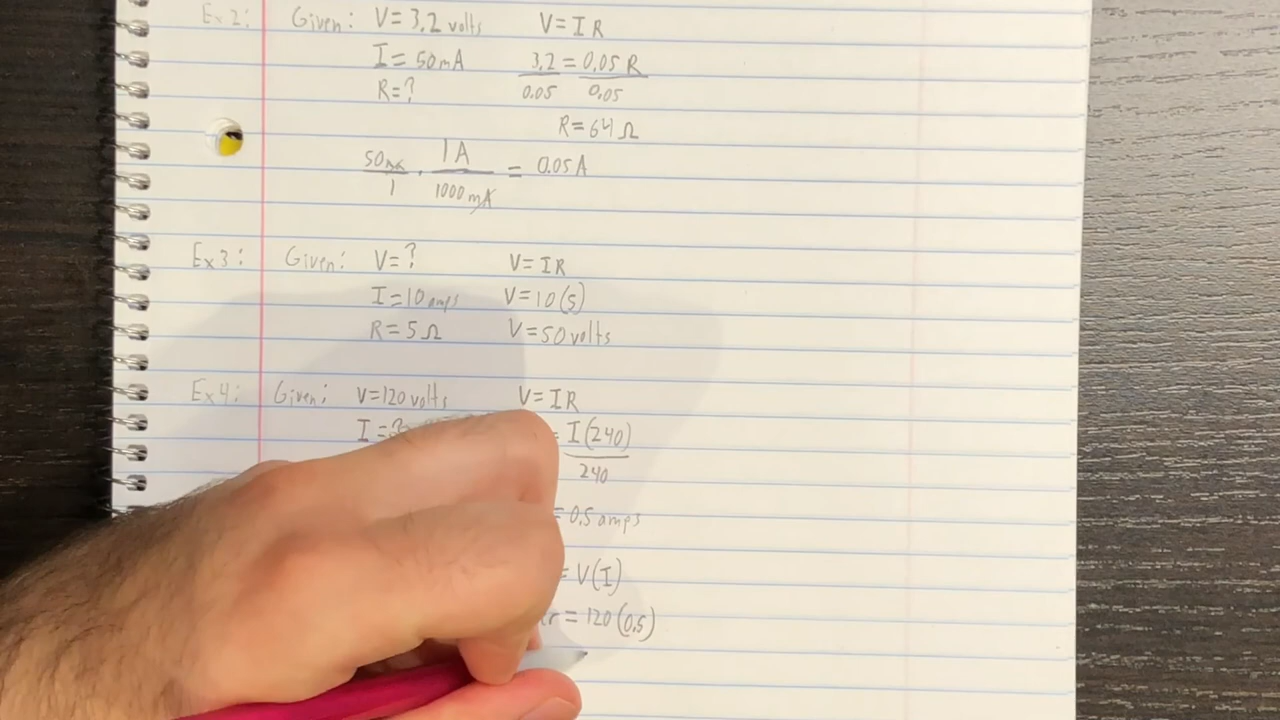 Ex 2: Given: V = 3.2 volts V = I R
I = 50 mA 3.2 = 0.05 R
R = ? 0.05 0.05
R = 64 Ω
50 mA / 1 · 1 A / 1000 mA = 0.05 A
Ex 3: Given: V = ? V = I R
I = 10 amps V = 10 (5)
R = 5 Ω V = 50 volts
Ex 4: Given: V = 120 volts V = I R
I = ? I (240)
240
= 0.5 amps
= V(I)
r = 120 (0.5)